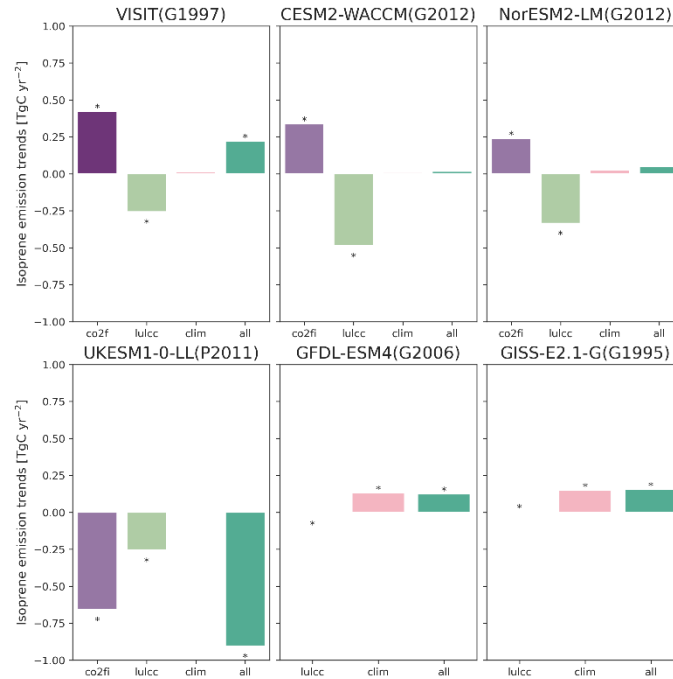 VISIT(G1997)
CESM2-WACCM(G2012)
NorESM2-LM(G2012)
Isoprene emission trends [TgC yr⁻²]
1.00
0.75
0.50
0.25
0.00
−0.25
−0.50
−0.75
−1.00
*
*
*
*
*
*
*
co2f lulcc clim all
co2fi lulcc clim all
co2fi lulcc clim all
UKESM1-0-LL(P2011)
GFDL-ESM4(G2006)
GISS-E2.1-G(G1995)
Isoprene emission trends [TgC yr⁻²]
1.00
0.75
0.50
0.25
0.00
−0.25
−0.50
−0.75
−1.00
*
*
*
*
*
*
*
*
*
co2fi lulcc clim all
lulcc clim all
lulcc clim all